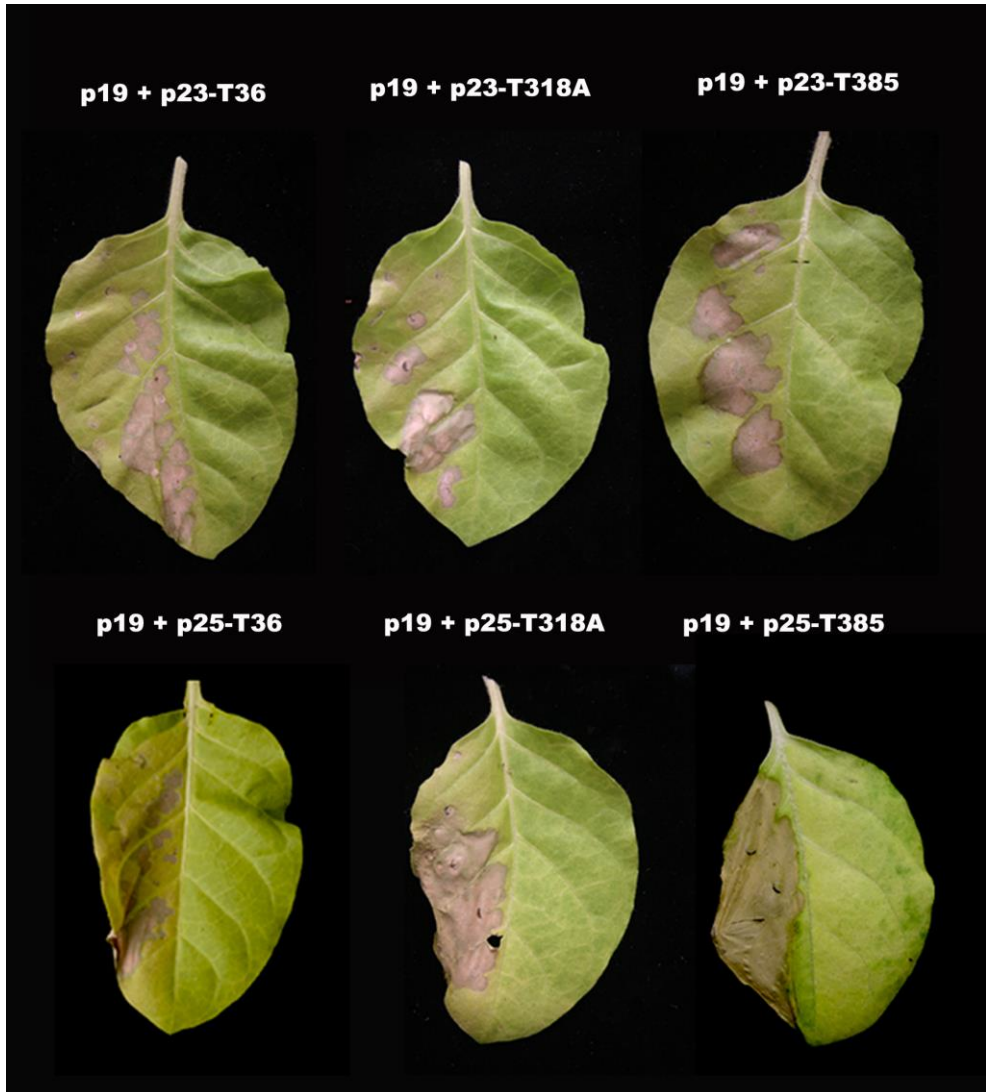 p19 + p23-T36
p19 + p23-T318A
p19 + p23-T385
p19 + p25-T36
p19 + p25-T318A
p19 + p25-T385